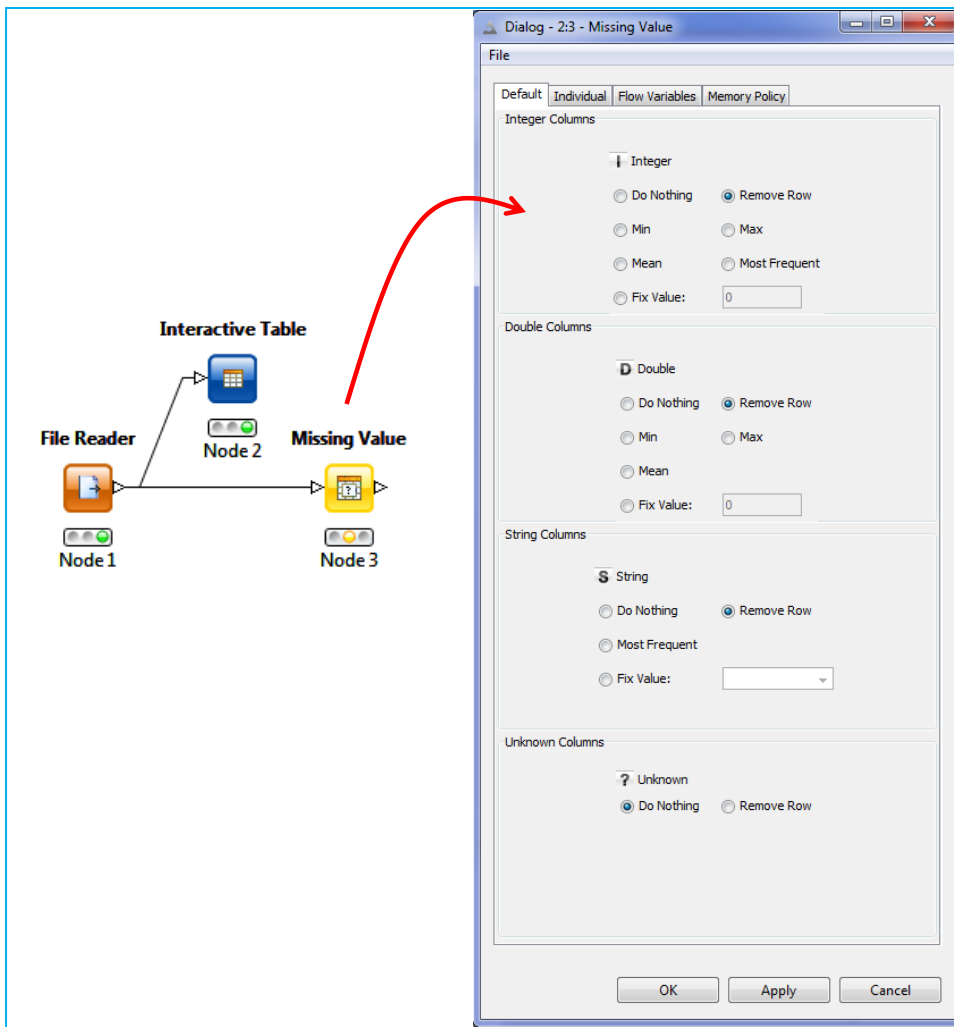 Interactive Table
Node 2
File Reader
Node 1
Missing Value
Node 3
Dialog - 2:3 - Missing Value
File
Default Individual Flow Variables Memory Policy
Integer Columns
I Integer
Do Nothing Remove Row
Min Max
Mean Most Frequent
Fix Value: 0
Double Columns
D Double
Do Nothing Remove Row
Min Max
Mean
Fix Value: 0
String Columns
S String
Do Nothing Remove Row
Most Frequent
Fix Value:
Unknown Columns
? Unknown
Do Nothing Remove Row
OK Apply Cancel